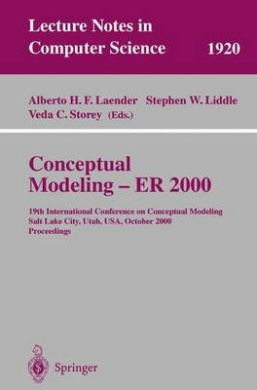 Lecture Notes in
Computer Science 1920
Alberto H. F. Laender Stephen W. Liddle
Veda C. Storey (Eds.)
Conceptual
Modeling – ER 2000
19th International Conference on Conceptual Modeling
Salt Lake City, Utah, USA, October 2000
Proceedings
Springer